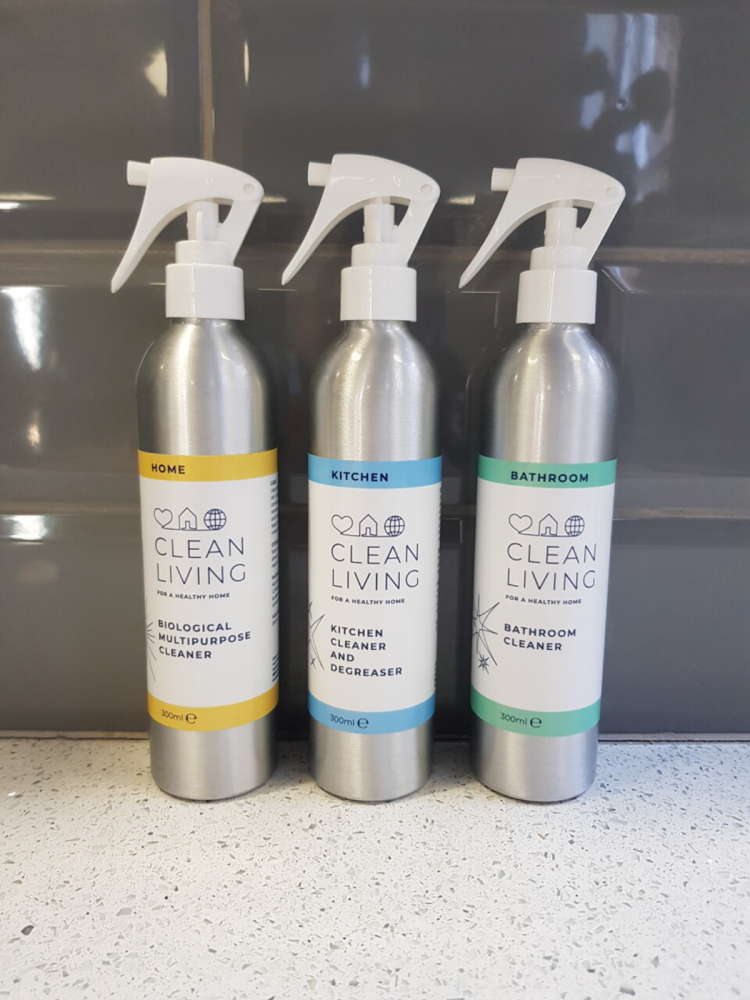 HOME
CLEAN
LIVING
FOR A HEALTHY HOME
BIOLOGICAL
MULTIPURPOSE
CLEANER
300ml ℮
KITCHEN
CLEAN
LIVING
FOR A HEALTHY HOME
KITCHEN
CLEANER
AND
DEGREASER
300ml ℮
BATHROOM
CLEAN
LIVING
FOR A HEALTHY HOME
BATHROOM
CLEANER
300ml ℮